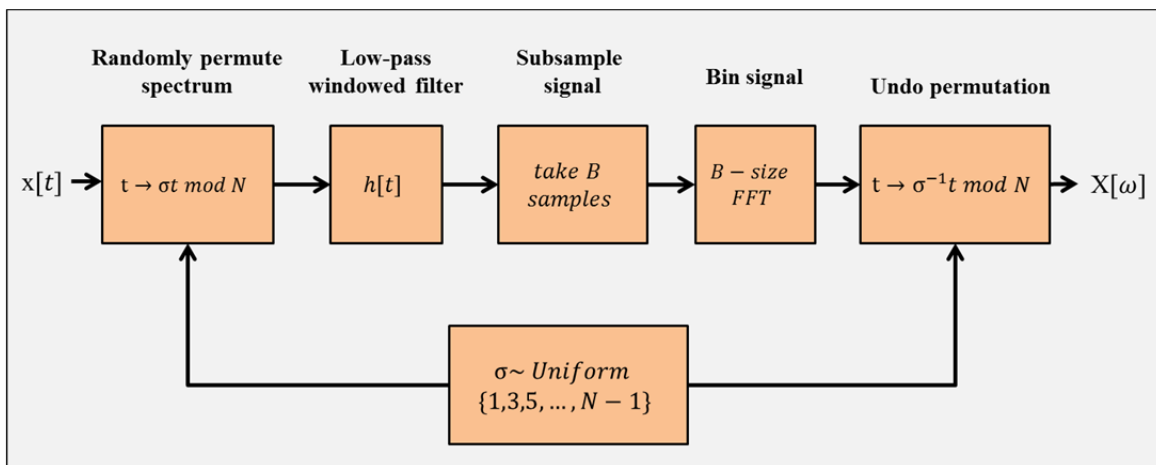 Randomly permute
spectrum
Low-pass
windowed filter
Subsample
signal
Bin signal
Undo permutation
x[t]
t → σt mod N
h[t]
take B
samples
B − size
FFT
t → σ⁻¹t mod N
X[ω]
σ~ Uniform
{1,3,5, … , N − 1}